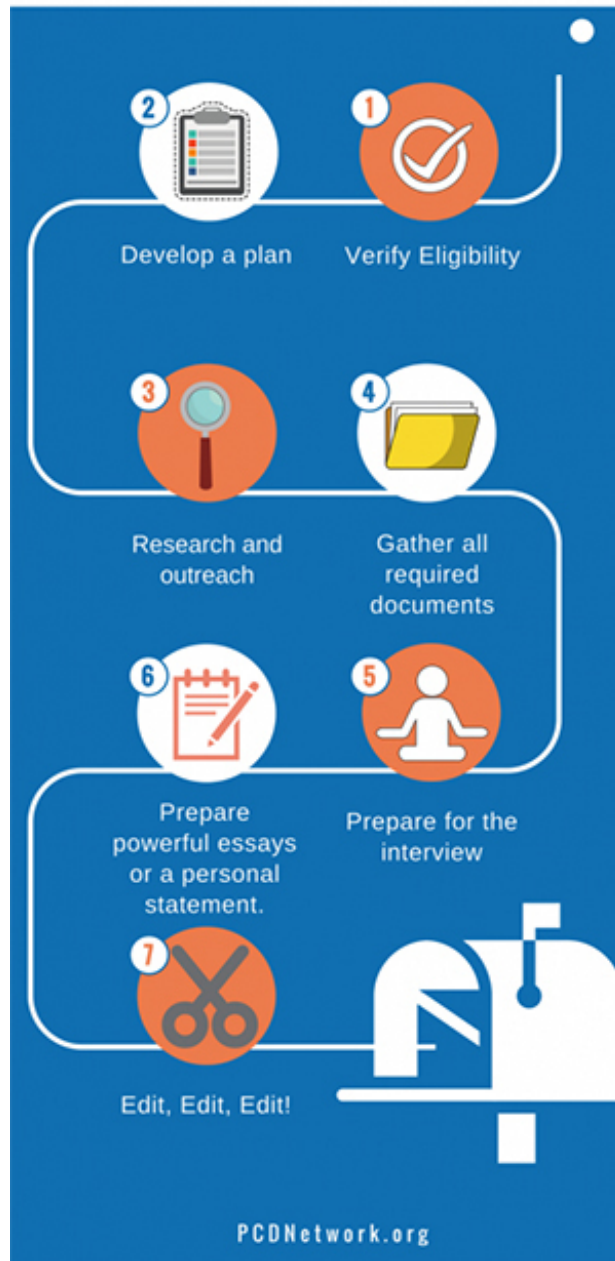 1
Verify Eligibility
2
Develop a plan
3
Research and
outreach
4
Gather all
required
documents
5
Prepare for the
interview
6
Prepare
powerful essays
or a personal
statement.
7
Edit, Edit, Edit!
PCDNetwork.org